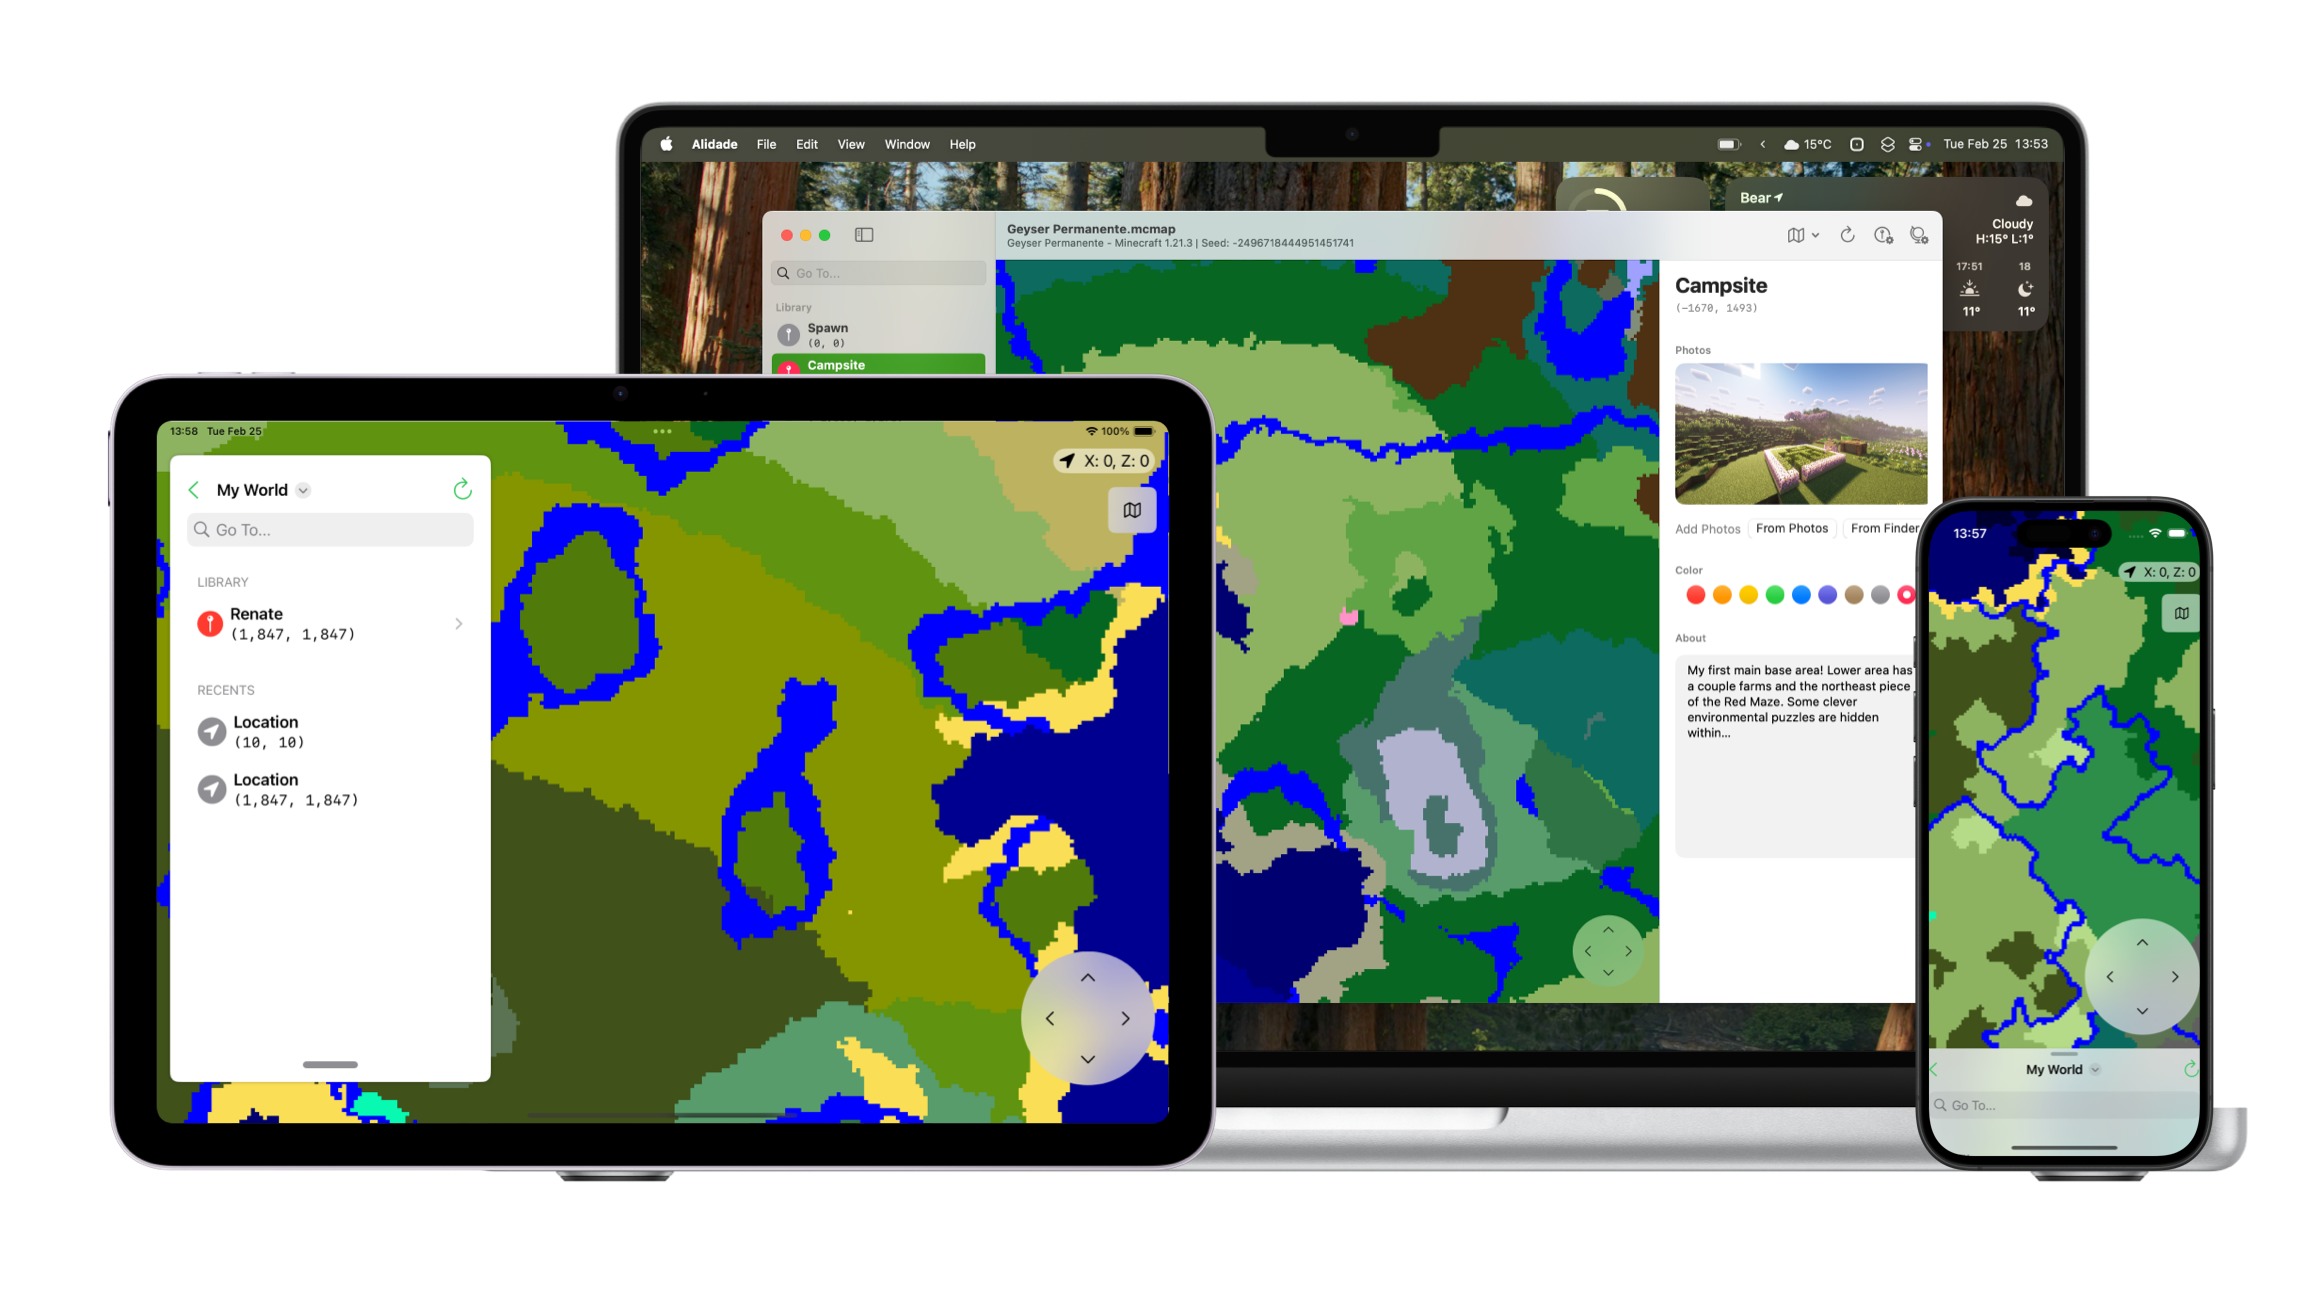 Alidade File Edit View Window Help
15°C Tue Feb 25 13:53
Bear
Cloudy
H:15° L:1°
17:51 18
11° 11°
Geyser Permanente.mcmap
Geyser Permanente - Minecraft 1.21.3 | Seed: -2496718444951451741
Go To...
Library
Spawn
(0, 0)
Campsite
Campsite
(-1670, 1493)
Photos
Add Photos From Photos From Finder
Color
About
My first main base area! Lower area has
a couple farms and the northeast piece
of the Red Maze. Some clever
environmental puzzles are hidden
within...
13:58 Tue Feb 25
100%
X: 0, Z: 0
My World
Go To...
LIBRARY
Renate
(1,847, 1,847)
RECENTS
Location
(10, 10)
Location
(1,847, 1,847)
13:57
X: 0, Z: 0
My World
Go To...